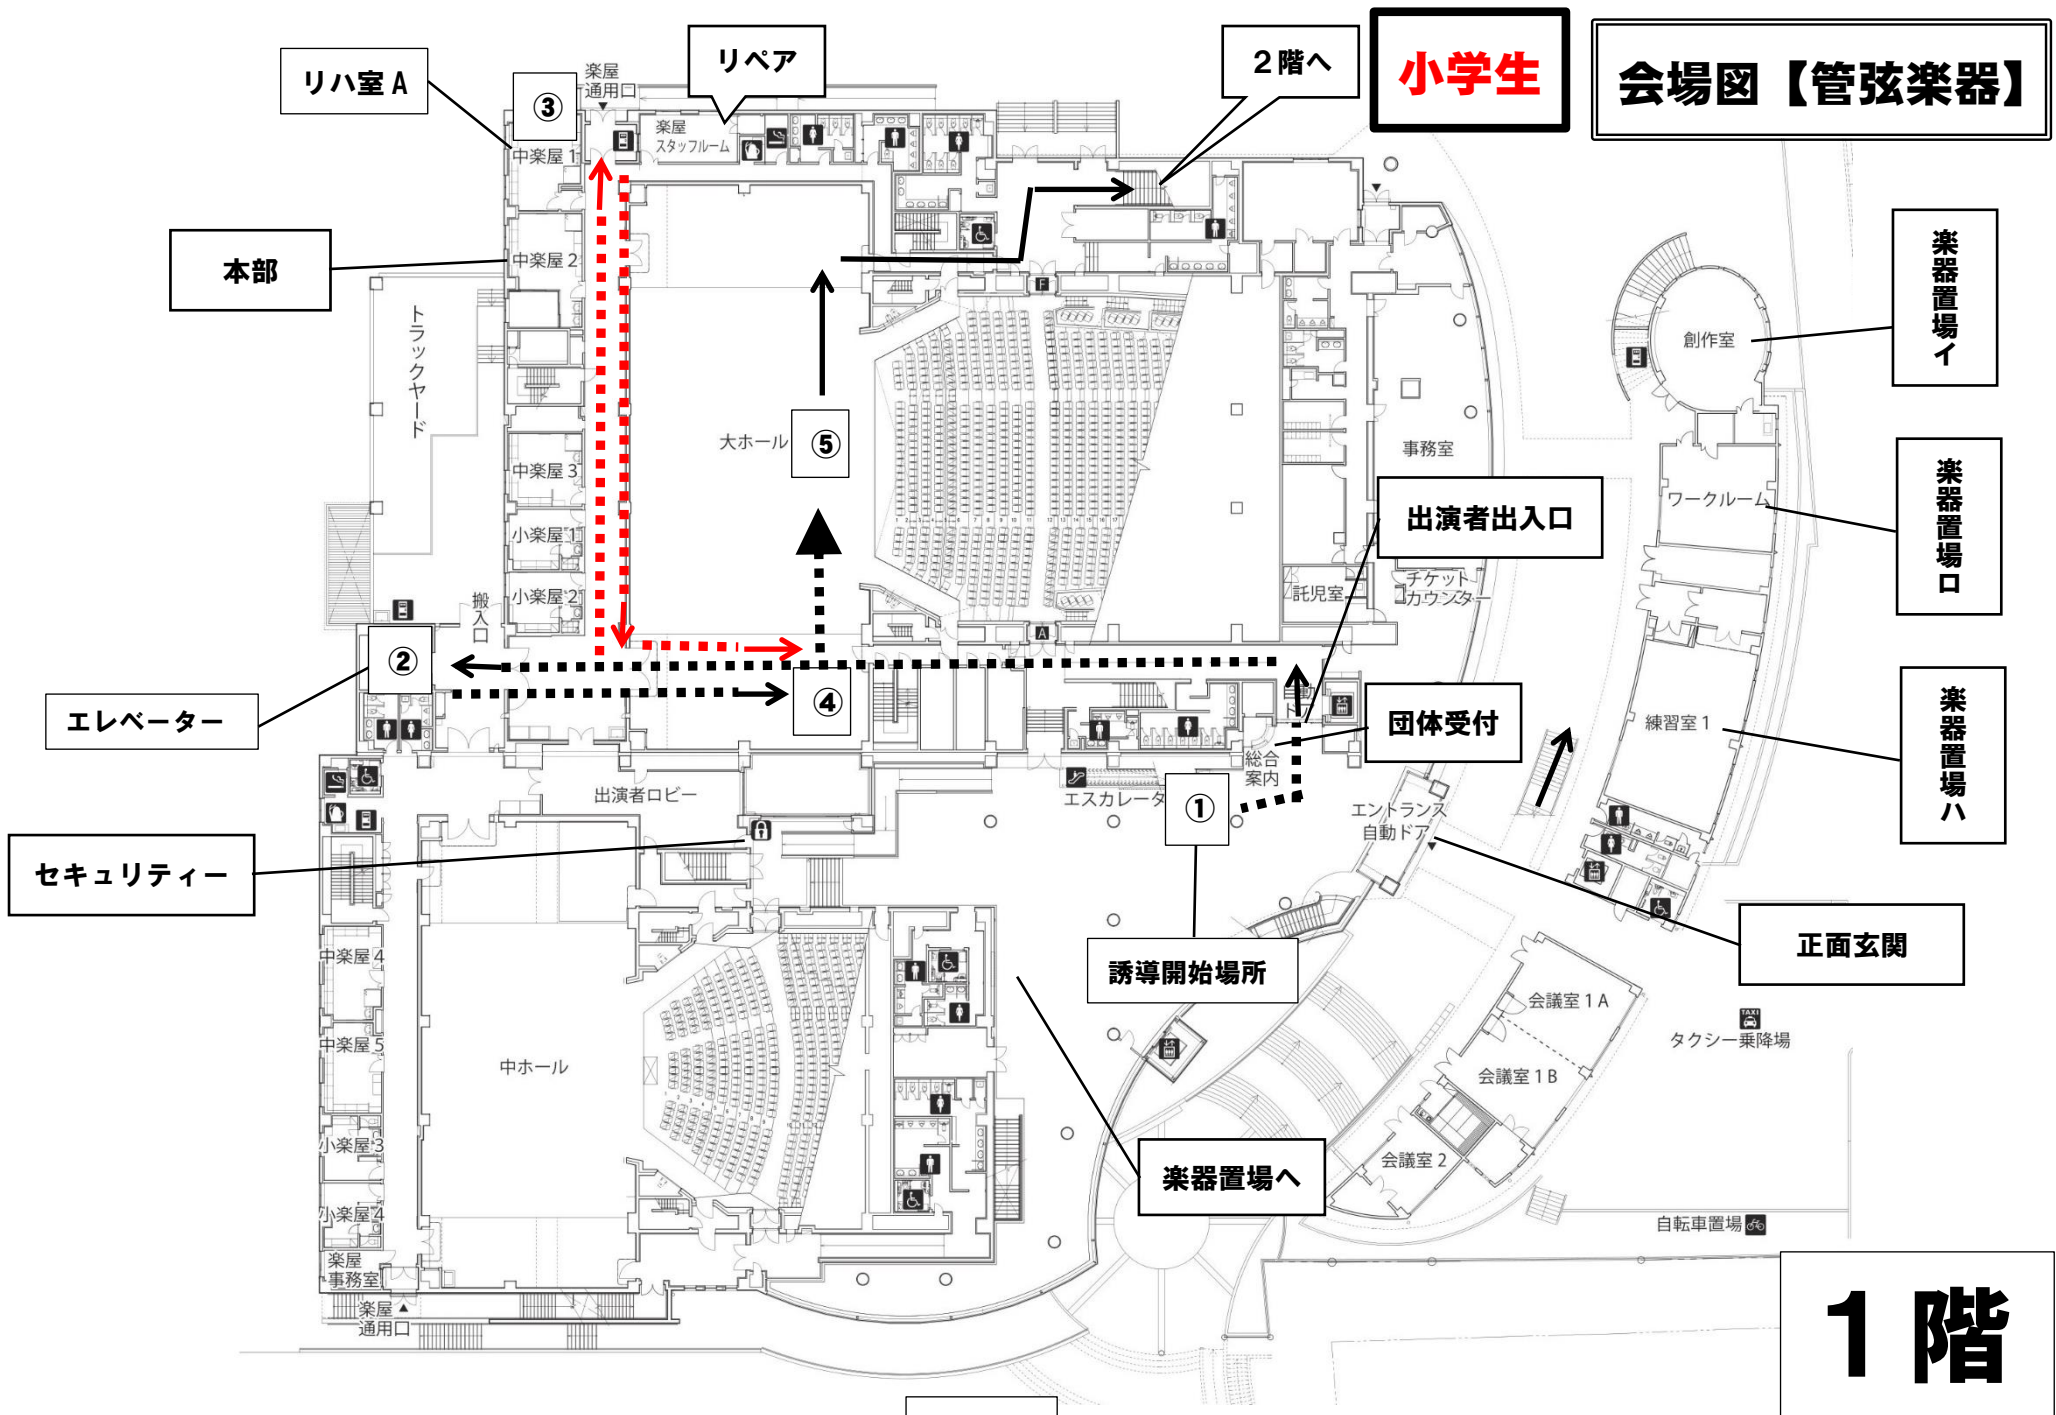 小学生
会場図【管弦楽器】
リハ室 A
③
楽屋
通用口
リペア
2階へ
中楽屋 1
楽屋
スタッフルーム
本部
中楽屋 2
F
楽器置場イ
創作室
トラックヤード
大ホール
⑤
事務室
中楽屋 3
楽器置場ロ
ワークルーム
出演者出入口
小楽屋 1
小楽屋 2
搬入口
託児室
チケット
カウンター
A
②
④
エレベーター
団体受付
練習室 1
楽器置場ハ
総合
案内
出演者ロビー
エスカレータ
①
エントランス
自動ドア
セキュリティー
正面玄関
誘導開始場所
中楽屋 4
中楽屋 5
中ホール
会議室 1 A
TAXI
タクシー乗降場
会議室 1 B
小楽屋 3
会議室 2
楽器置場へ
小楽屋 4
自転車置場
楽屋
事務室
楽屋
通用口
1 階